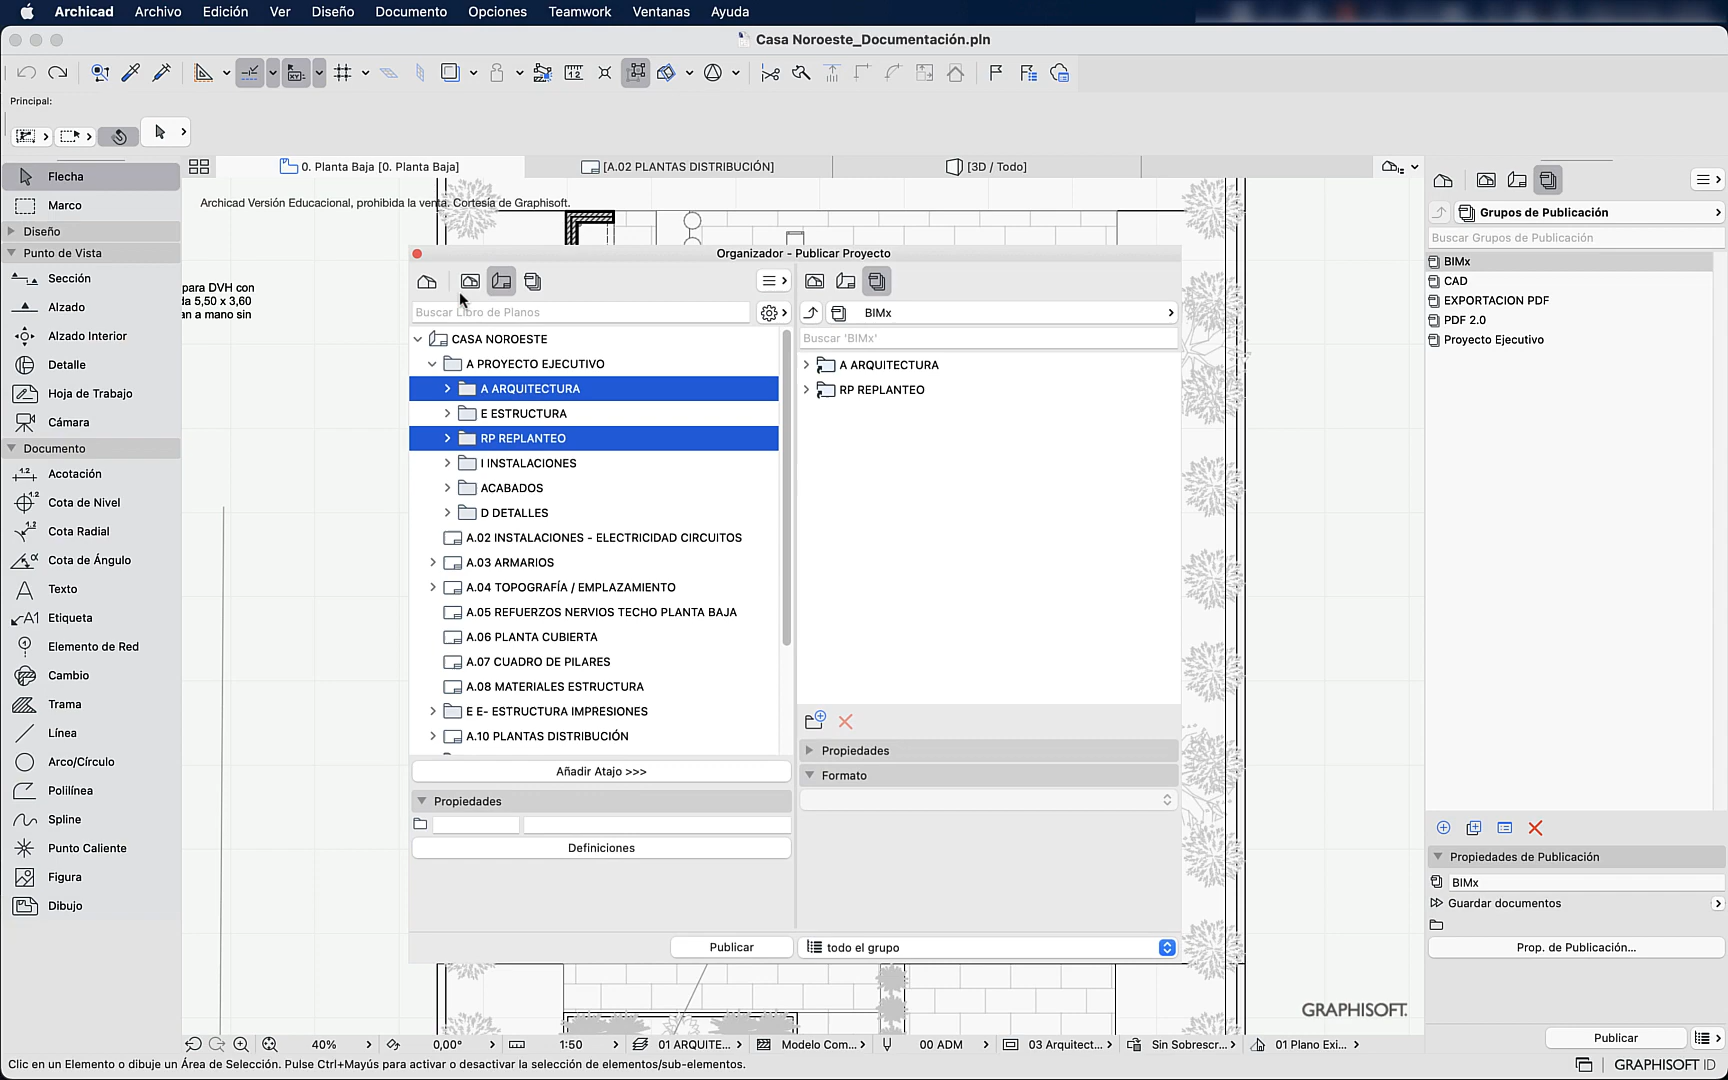 Archicad Archivo Edición Ver Diseño Documento Opciones Teamwork Ventanas Ayuda
Casa Noroeste_Documentación.pln
Principal:
0. Planta Baja [0. Planta Baja]
[A.02 PLANTAS DISTRIBUCIÓN]
[3D / Todo]
Flecha
Marco
Diseño
Punto de Vista
Sección
Alzado
Alzado Interior
Detalle
Hoja de Trabajo
Cámara
Documento
Acotación
Cota de Nivel
Cota Radial
Cota de Ángulo
Texto
Etiqueta
Elemento de Red
Cambio
Trama
Línea
Arco/Círculo
Polilínea
Spline
Punto Caliente
Figura
Dibujo
Archicad Versión Educacional, prohibida la venta. Cortesía de Graphisoft.
para DVH con
da 5,50 x 3,60
an a mano sin
Organizador - Publicar Proyecto
Buscar Libro de Planos
CASA NOROESTE
A PROYECTO EJECUTIVO
A ARQUITECTURA
E ESTRUCTURA
RP REPLANTEO
I INSTALACIONES
ACABADOS
D DETALLES
A.02 INSTALACIONES - ELECTRICIDAD CIRCUITOS
A.03 ARMARIOS
A.04 TOPOGRAFÍA / EMPLAZAMIENTO
A.05 REFUERZOS NERVIOS TECHO PLANTA BAJA
A.06 PLANTA CUBIERTA
A.07 CUADRO DE PILARES
A.08 MATERIALES ESTRUCTURA
E E- ESTRUCTURA IMPRESIONES
A.10 PLANTAS DISTRIBUCIÓN
Añadir Atajo >>>
Propiedades
Definiciones
BIMx
Buscar 'BIMx'
A ARQUITECTURA
RP REPLANTEO
Propiedades
Formato
Publicar
todo el grupo
Grupos de Publicación
Buscar Grupos de Publicación
BIMx
CAD
EXPORTACION PDF
PDF 2.0
Proyecto Ejecutivo
Propiedades de Publicación
BIMx
Guardar documentos
Prop. de Publicación...
Publicar
GRAPHISOFT.
40% 0,00° 1:50 01 ARQUITE... Modelo Com... 00 ADM 03 Arquitect... Sin Sobrescr... 01 Plano Exi...
Clic en un Elemento o dibuje un Área de Selección. Pulse Ctrl+Mayús para activar o desactivar la selección de elementos/sub-elementos.
GRAPHISOFT ID